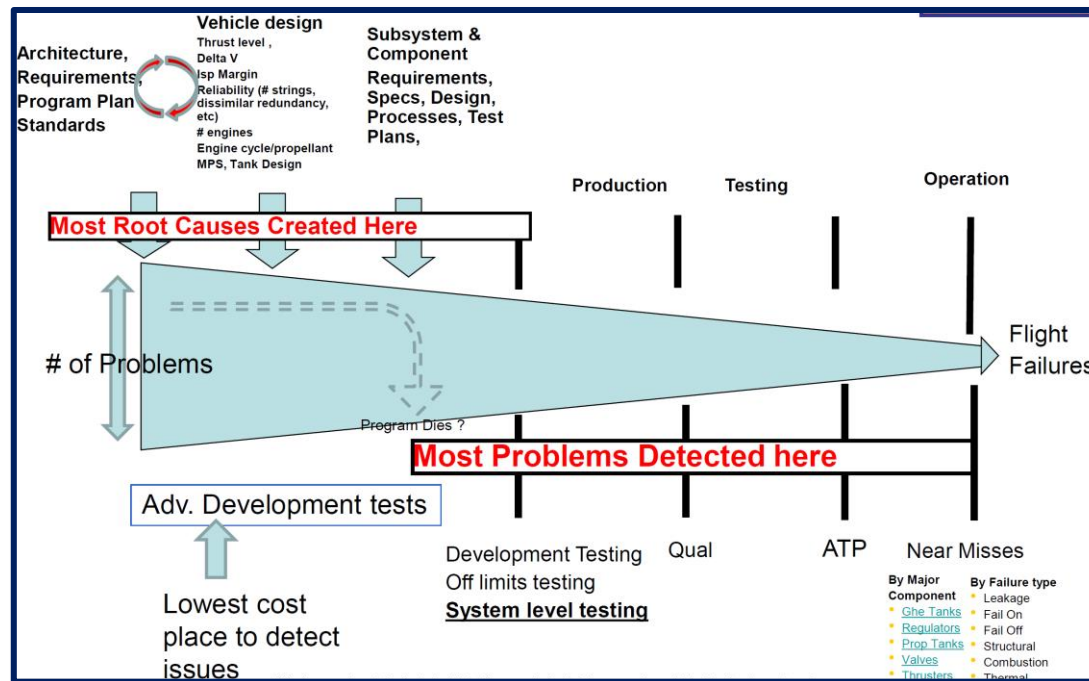 Architecture,
Requirements,
Program Plan
Standards
Vehicle design
Thrust level ,
Delta V
Isp Margin
Reliability (# strings,
dissimilar redundancy,
etc)
# engines
Engine cycle/propellant
MPS, Tank Design
Subsystem &
Component
Requirements,
Specs, Design,
Processes, Test
Plans,
Production
Testing
Operation
Most Root Causes Created Here
# of Problems
Program Dies ?
Flight
Failures
Most Problems Detected here
Adv. Development tests
Lowest cost
place to detect
issues
Development Testing
Off limits testing
System level testing
Qual
ATP
Near Misses
By Major
Component
Ghe Tanks
Regulators
Prop Tanks
Valves
Thrusters
By Failure type
Leakage
Fail On
Fail Off
Structural
Combustion
Thermal